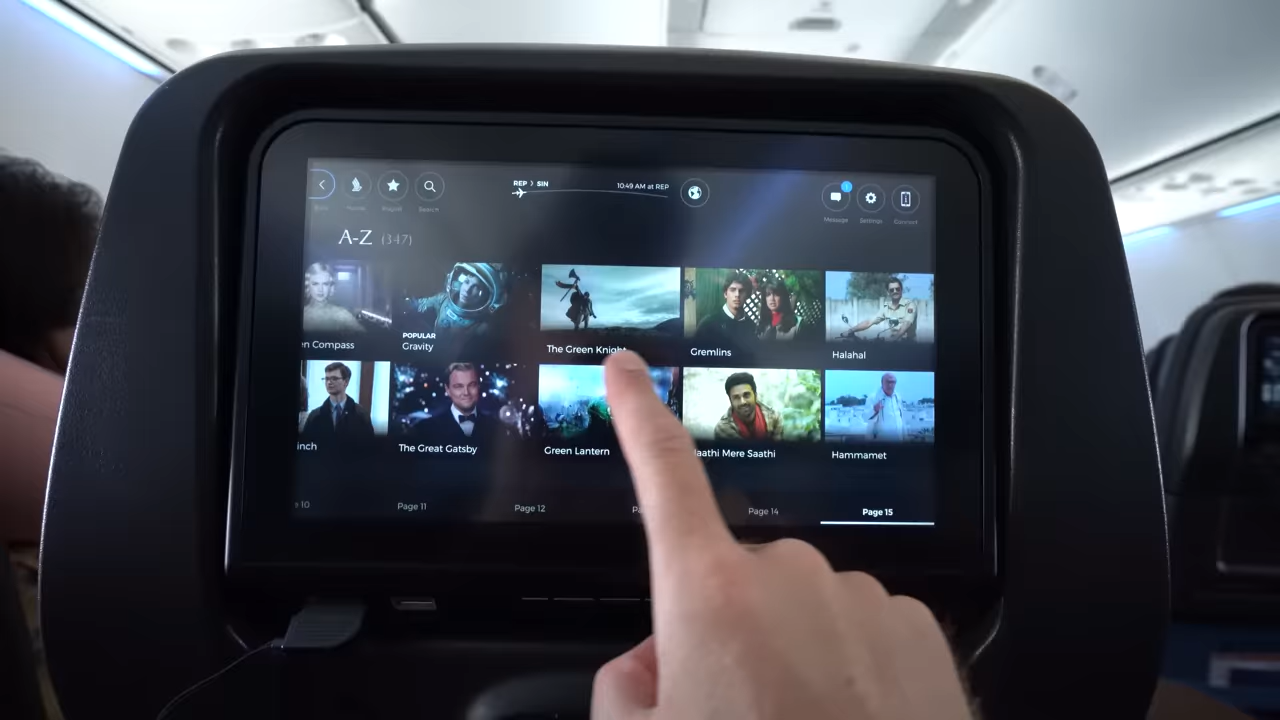 REP > SIN
10:49 AM at REP
Search
Message
Settings
Connect
A-Z (347)
en Compass
POPULAR
Gravity
The Green Knight
Gremlins
Halahal
inch
The Great Gatsby
Green Lantern
Haathi Mere Saathi
Hammamet
10
Page 11
Page 12
Page 14
Page 15